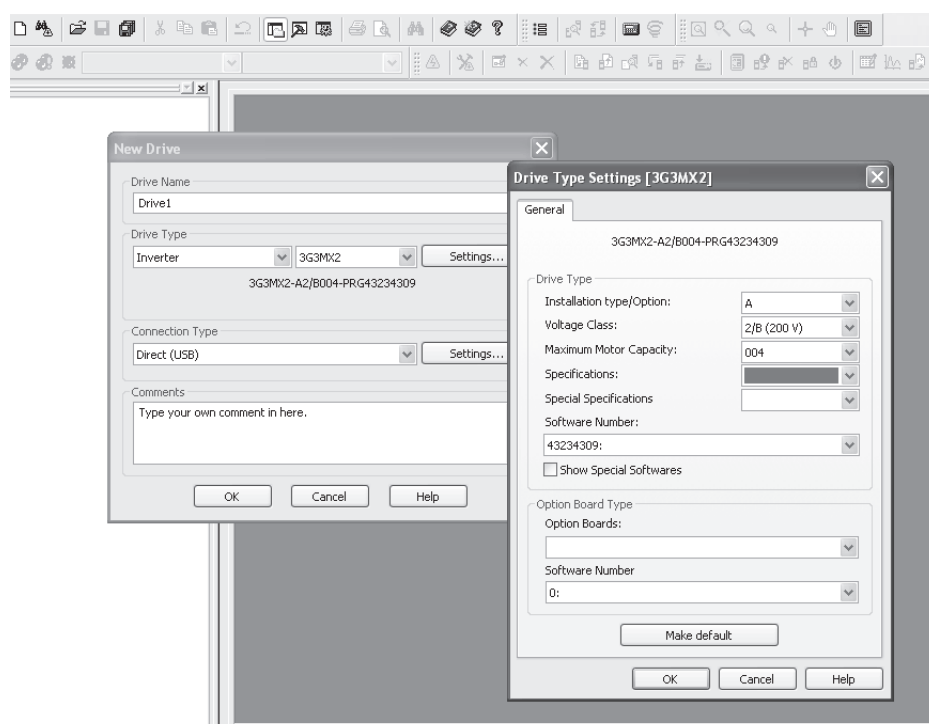 New Drive
Drive Name
Drive1
Drive Type
Inverter 3G3MX2 Settings...
3G3MX2-A2/B004-PRG43234309
Connection Type
Direct (USB) Settings...
Comments
Type your own comment in here.
OK Cancel Help
Drive Type Settings [3G3MX2]
General
3G3MX2-A2/B004-PRG43234309
Drive Type
Installation type/Option: A
Voltage Class: 2/B (200 V)
Maximum Motor Capacity: 004
Specifications:
Special Specifications
Software Number:
43234309:
Show Special Softwares
Option Board Type
Option Boards:
Software Number
0:
Make default
OK Cancel Help